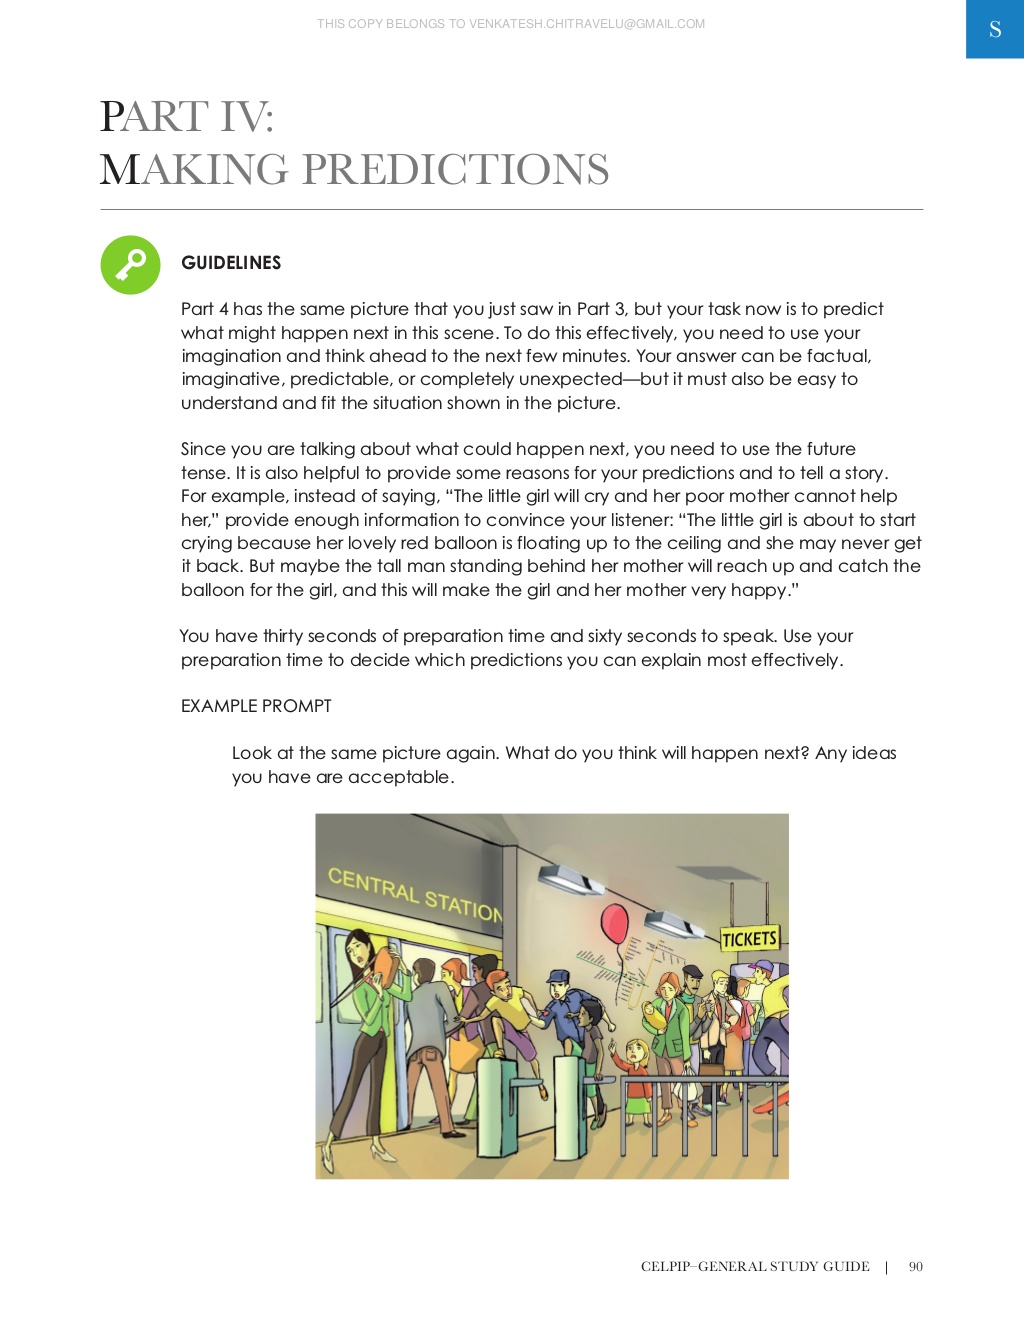 THIS COPY BELONGS TO VENKATESH.CHITRAVELU@GMAIL.COM
S
PART IV:
MAKING PREDICTIONS
GUIDELINES
Part 4 has the same picture that you just saw in Part 3, but your task now is to predict
what might happen next in this scene. To do this effectively, you need to use your
imagination and think ahead to the next few minutes. Your answer can be factual,
imaginative, predictable, or completely unexpected—but it must also be easy to
understand and fit the situation shown in the picture.
Since you are talking about what could happen next, you need to use the future
tense. It is also helpful to provide some reasons for your predictions and to tell a story.
For example, instead of saying, “The little girl will cry and her poor mother cannot help
her,” provide enough information to convince your listener: “The little girl is about to start
crying because her lovely red balloon is floating up to the ceiling and she may never get
it back. But maybe the tall man standing behind her mother will reach up and catch the
balloon for the girl, and this will make the girl and her mother very happy.”
You have thirty seconds of preparation time and sixty seconds to speak. Use your
preparation time to decide which predictions you can explain most effectively.
EXAMPLE PROMPT
Look at the same picture again. What do you think will happen next? Any ideas
you have are acceptable.
CENTRAL STATION
TICKETS
CELPIP–GENERAL STUDY GUIDE | 90